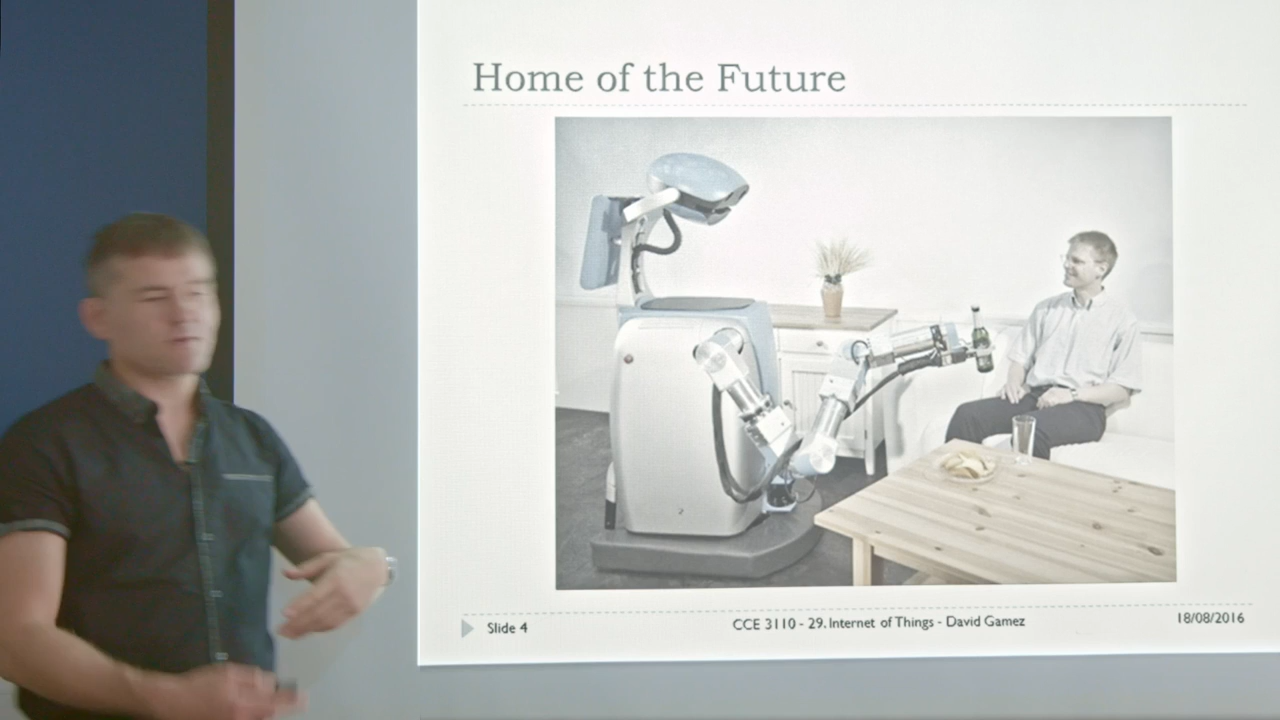 Home of the Future
Slide 4
CCE 3110 - 29. Internet of Things - David Gamez
18/08/2016